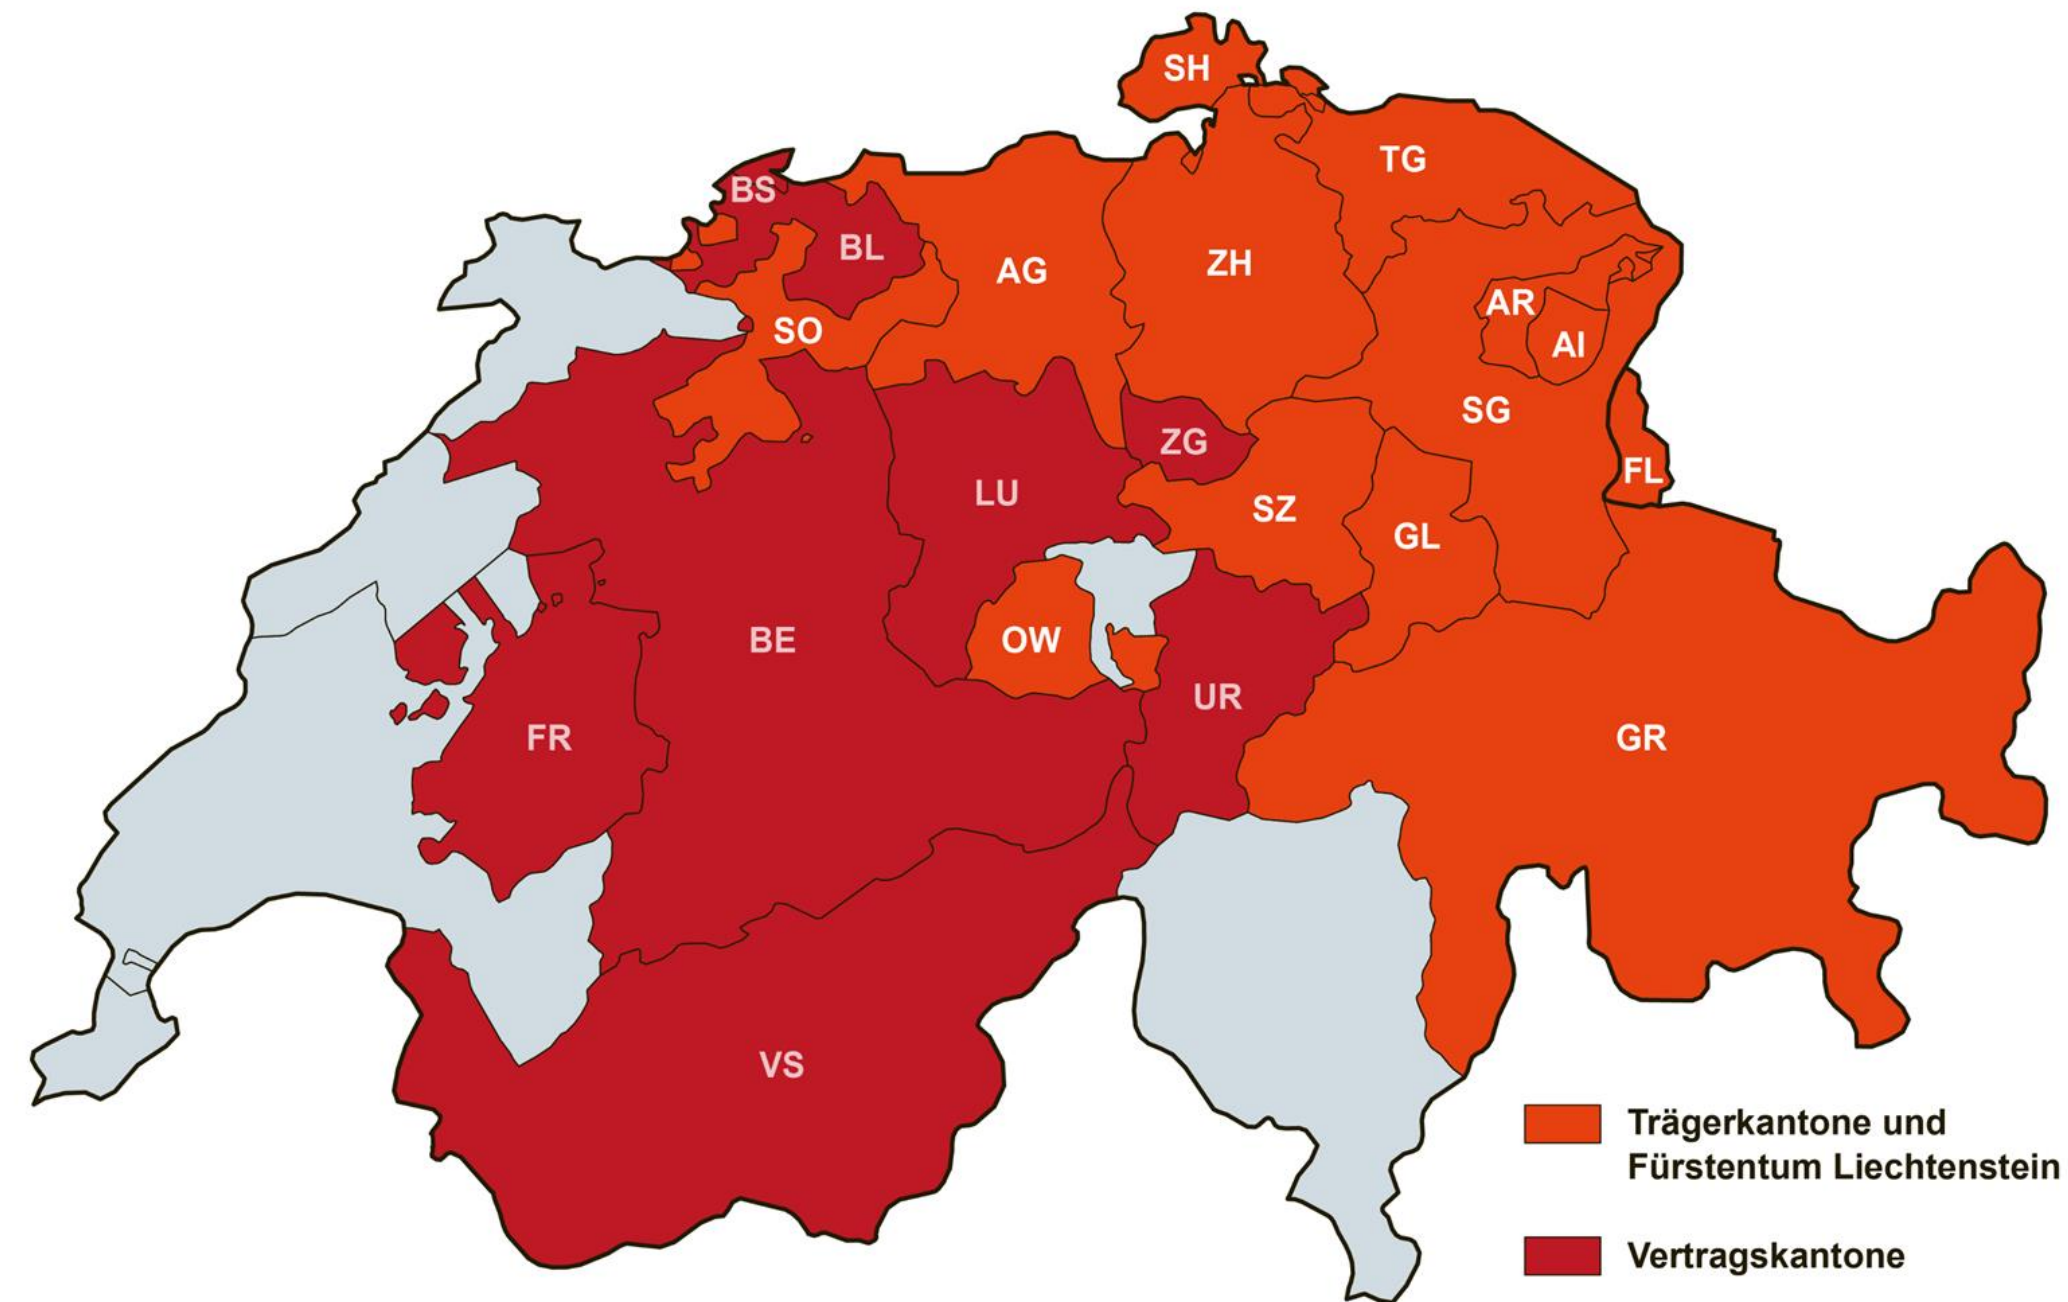 SH
TG
BS
BL
AG
ZH
AR
SO
AI
SG
ZG
FL
LU
SZ
GL
OW
BE
UR
FR
GR
VS
Trägerkantone und
Fürstentum Liechtenstein
Vertragskantone